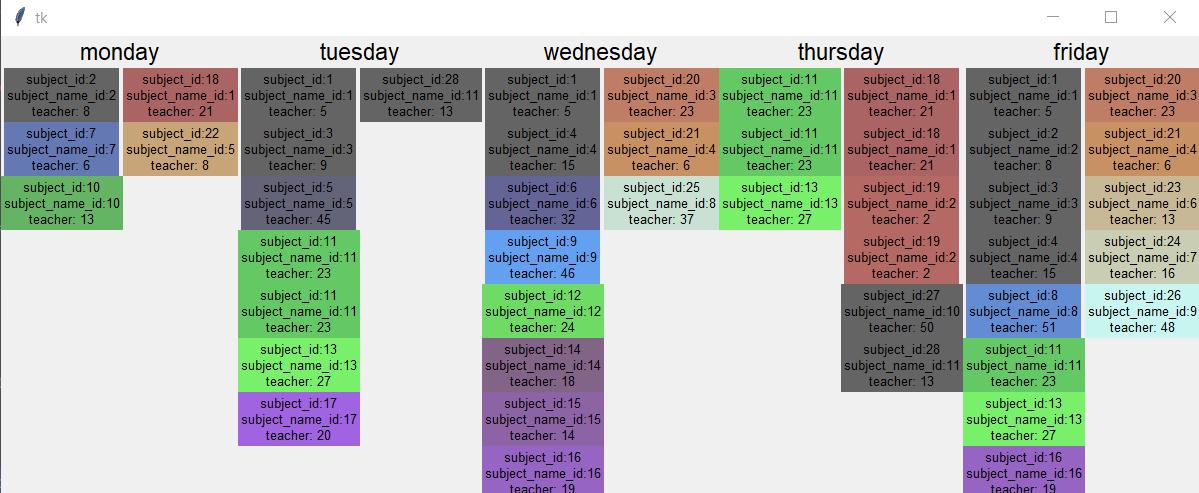 tk
monday
subject_id:2
subject_name_id:2
teacher: 8
subject_id:7
subject_name_id:7
teacher: 6
subject_id:10
subject_name_id:10
teacher: 13
subject_id:18
subject_name_id:1
teacher: 21
subject_id:22
subject_name_id:5
teacher: 8
tuesday
subject_id:1
subject_name_id:1
teacher: 5
subject_id:3
subject_name_id:3
teacher: 9
subject_id:5
subject_name_id:5
teacher: 45
subject_id:11
subject_name_id:11
teacher: 23
subject_id:11
subject_name_id:11
teacher: 23
subject_id:13
subject_name_id:13
teacher: 27
subject_id:17
subject_name_id:17
teacher: 20
subject_id:28
subject_name_id:11
teacher: 13
wednesday
subject_id:1
subject_name_id:1
teacher: 5
subject_id:4
subject_name_id:4
teacher: 15
subject_id:6
subject_name_id:6
teacher: 32
subject_id:9
subject_name_id:9
teacher: 46
subject_id:12
subject_name_id:12
teacher: 24
subject_id:14
subject_name_id:14
teacher: 18
subject_id:15
subject_name_id:15
teacher: 14
subject_id:16
subject_name_id:16
teacher: 19
subject_id:20
subject_name_id:3
teacher: 23
subject_id:21
subject_name_id:4
teacher: 6
subject_id:25
subject_name_id:8
teacher: 37
thursday
subject_id:11
subject_name_id:11
teacher: 23
subject_id:11
subject_name_id:11
teacher: 23
subject_id:13
subject_name_id:13
teacher: 27
subject_id:18
subject_name_id:1
teacher: 21
subject_id:18
subject_name_id:1
teacher: 21
subject_id:19
subject_name_id:2
teacher: 2
subject_id:19
subject_name_id:2
teacher: 2
subject_id:27
subject_name_id:10
teacher: 50
subject_id:28
subject_name_id:11
teacher: 13
friday
subject_id:1
subject_name_id:1
teacher: 5
subject_id:2
subject_name_id:2
teacher: 8
subject_id:3
subject_name_id:3
teacher: 9
subject_id:4
subject_name_id:4
teacher: 15
subject_id:8
subject_name_id:8
teacher: 51
subject_id:11
subject_name_id:11
teacher: 23
subject_id:13
subject_name_id:13
teacher: 27
subject_id:16
subject_name_id:16
teacher: 19
subject_id:20
subject_name_id:3
teacher: 23
subject_id:21
subject_name_id:4
teacher: 6
subject_id:23
subject_name_id:6
teacher: 13
subject_id:24
subject_name_id:7
teacher: 16
subject_id:26
subject_name_id:9
teacher: 48